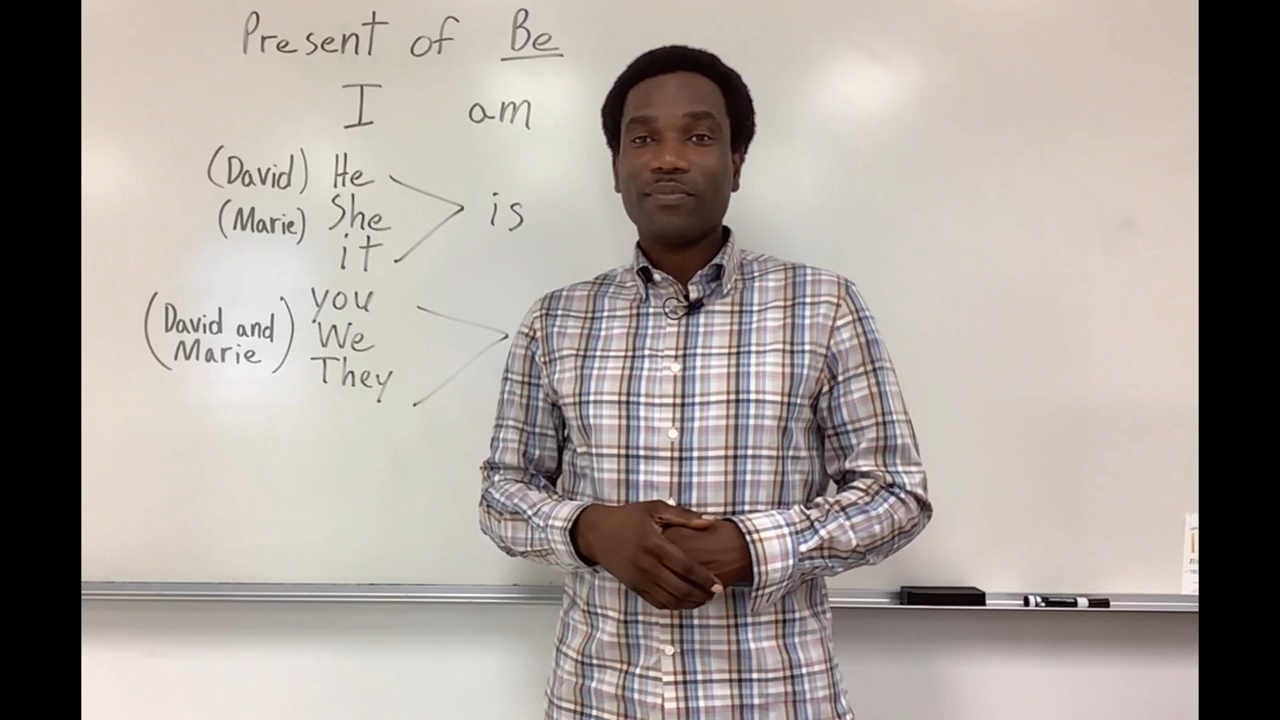 Present of Be
I am
(David) He
(Marie) She is
it
you
(David and We
Marie) They